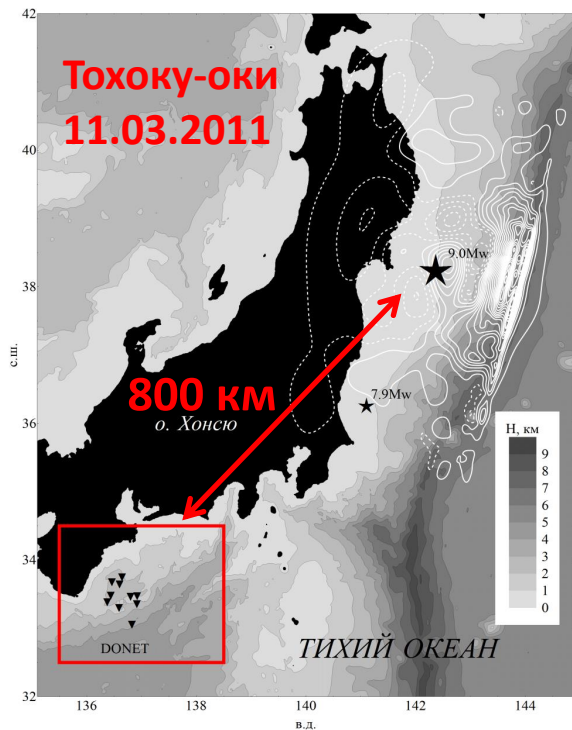 Тохоку-оки
11.03.2011
42
40
38
36
34
32
с.ш.
9.0Mw
7.9Mw
800 км
о. Хонсю
Н, км
9
8
7
6
5
4
3
2
1
0
DONET
ТИХИЙ ОКЕАН
136
138
140
142
144
в.д.